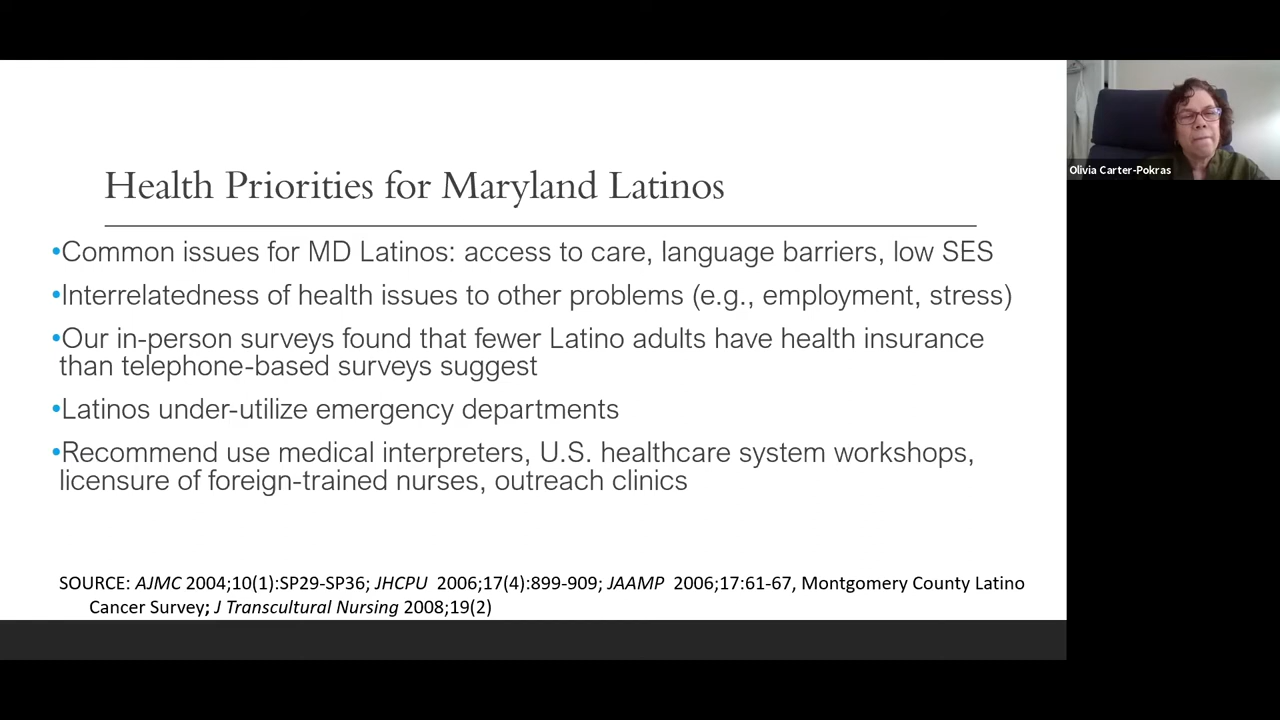 Health Priorities for Maryland Latinos
•Common issues for MD Latinos: access to care, language barriers, low SES
•Interrelatedness of health issues to other problems (e.g., employment, stress)
•Our in-person surveys found that fewer Latino adults have health insurance
than telephone-based surveys suggest
•Latinos under-utilize emergency departments
•Recommend use medical interpreters, U.S. healthcare system workshops,
licensure of foreign-trained nurses, outreach clinics
SOURCE: AJMC 2004;10(1):SP29-SP36; JHCPU 2006;17(4):899-909; JAAMP 2006;17:61-67, Montgomery County Latino
Cancer Survey; J Transcultural Nursing 2008;19(2)
Olivia Carter-Pokras